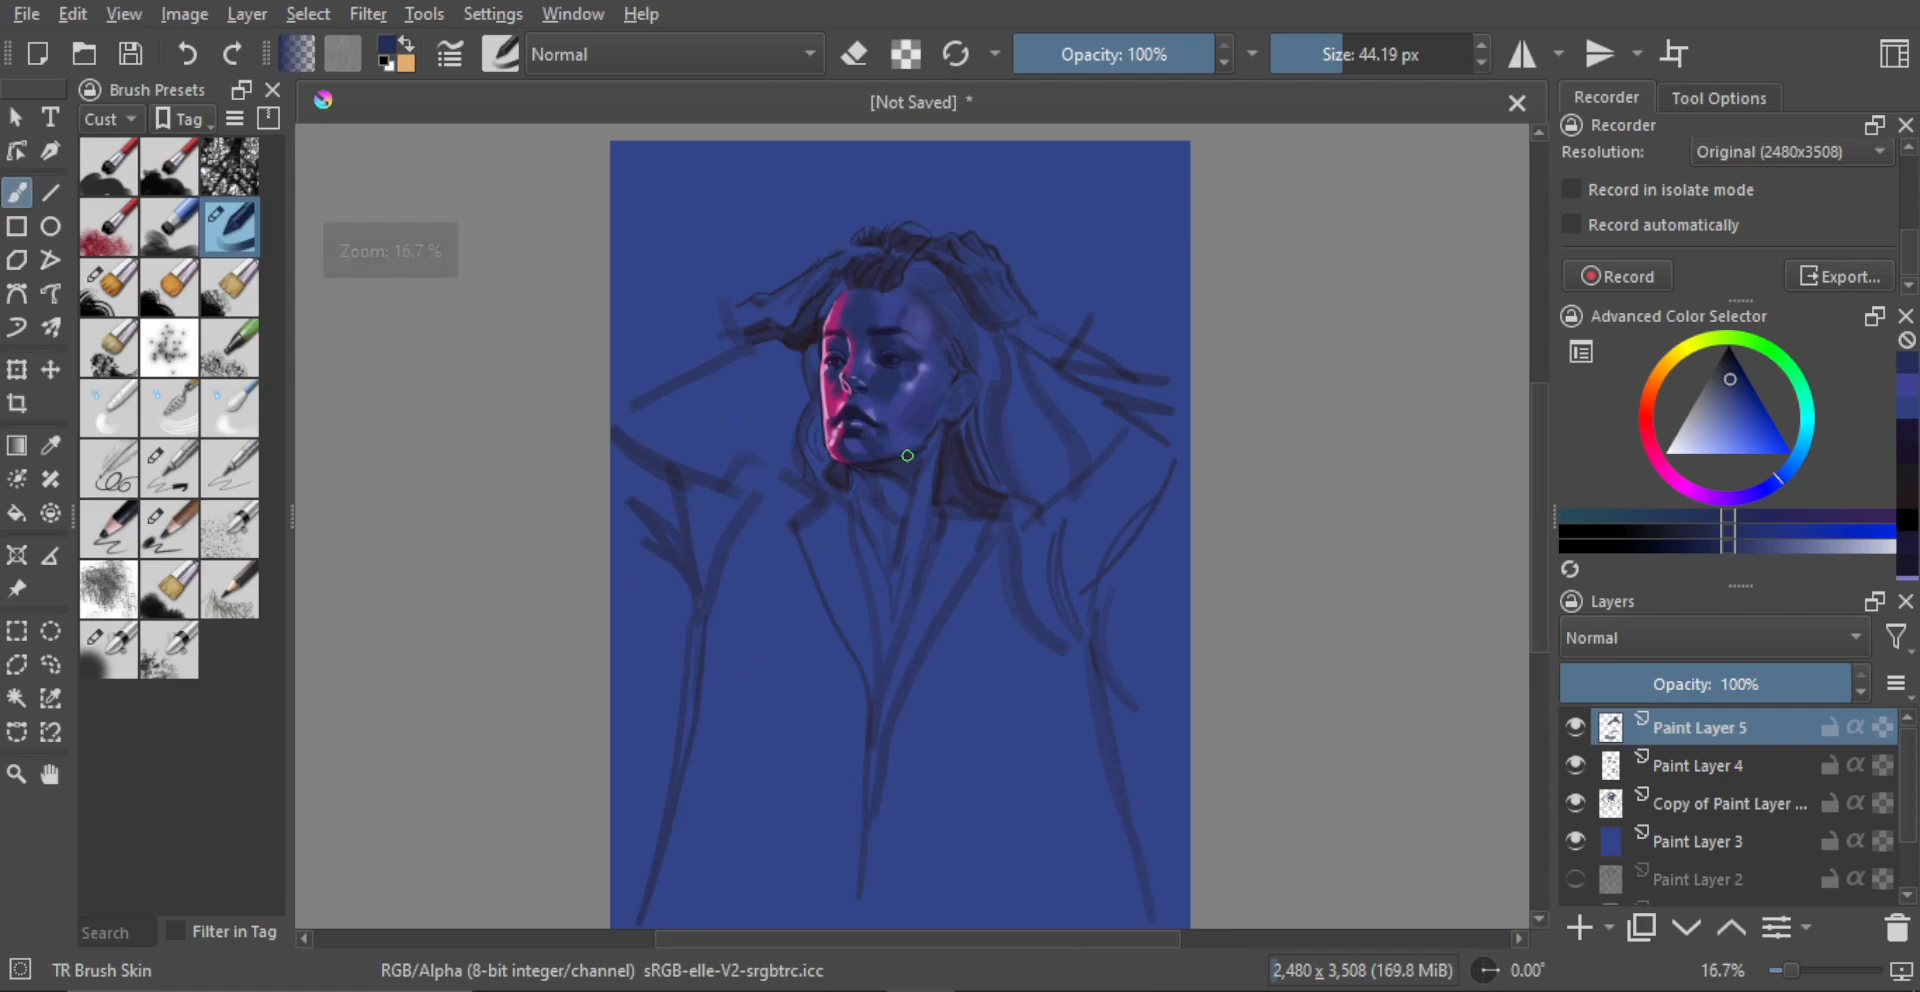 File Edit View Image Layer Select Filter Tools Settings Window Help
Normal Opacity: 100% Size: 44.19 px
Brush Presets
Cust Tag
[Not Saved] *
Zoom: 16.7 %
Recorder Tool Options
Recorder
Resolution: Original (2480x3508)
Record in isolate mode
Record automatically
Record Export...
Advanced Color Selector
Layers
Normal
Opacity: 100%
Paint Layer 5
Paint Layer 4
Copy of Paint Layer ...
Paint Layer 3
Paint Layer 2
Search Filter in Tag
TR Brush Skin RGB/Alpha (8-bit integer/channel) sRGB-elle-V2-srgbtrc.icc 2,480 x 3,508 (169.8 MiB) 0.00° 16.7%